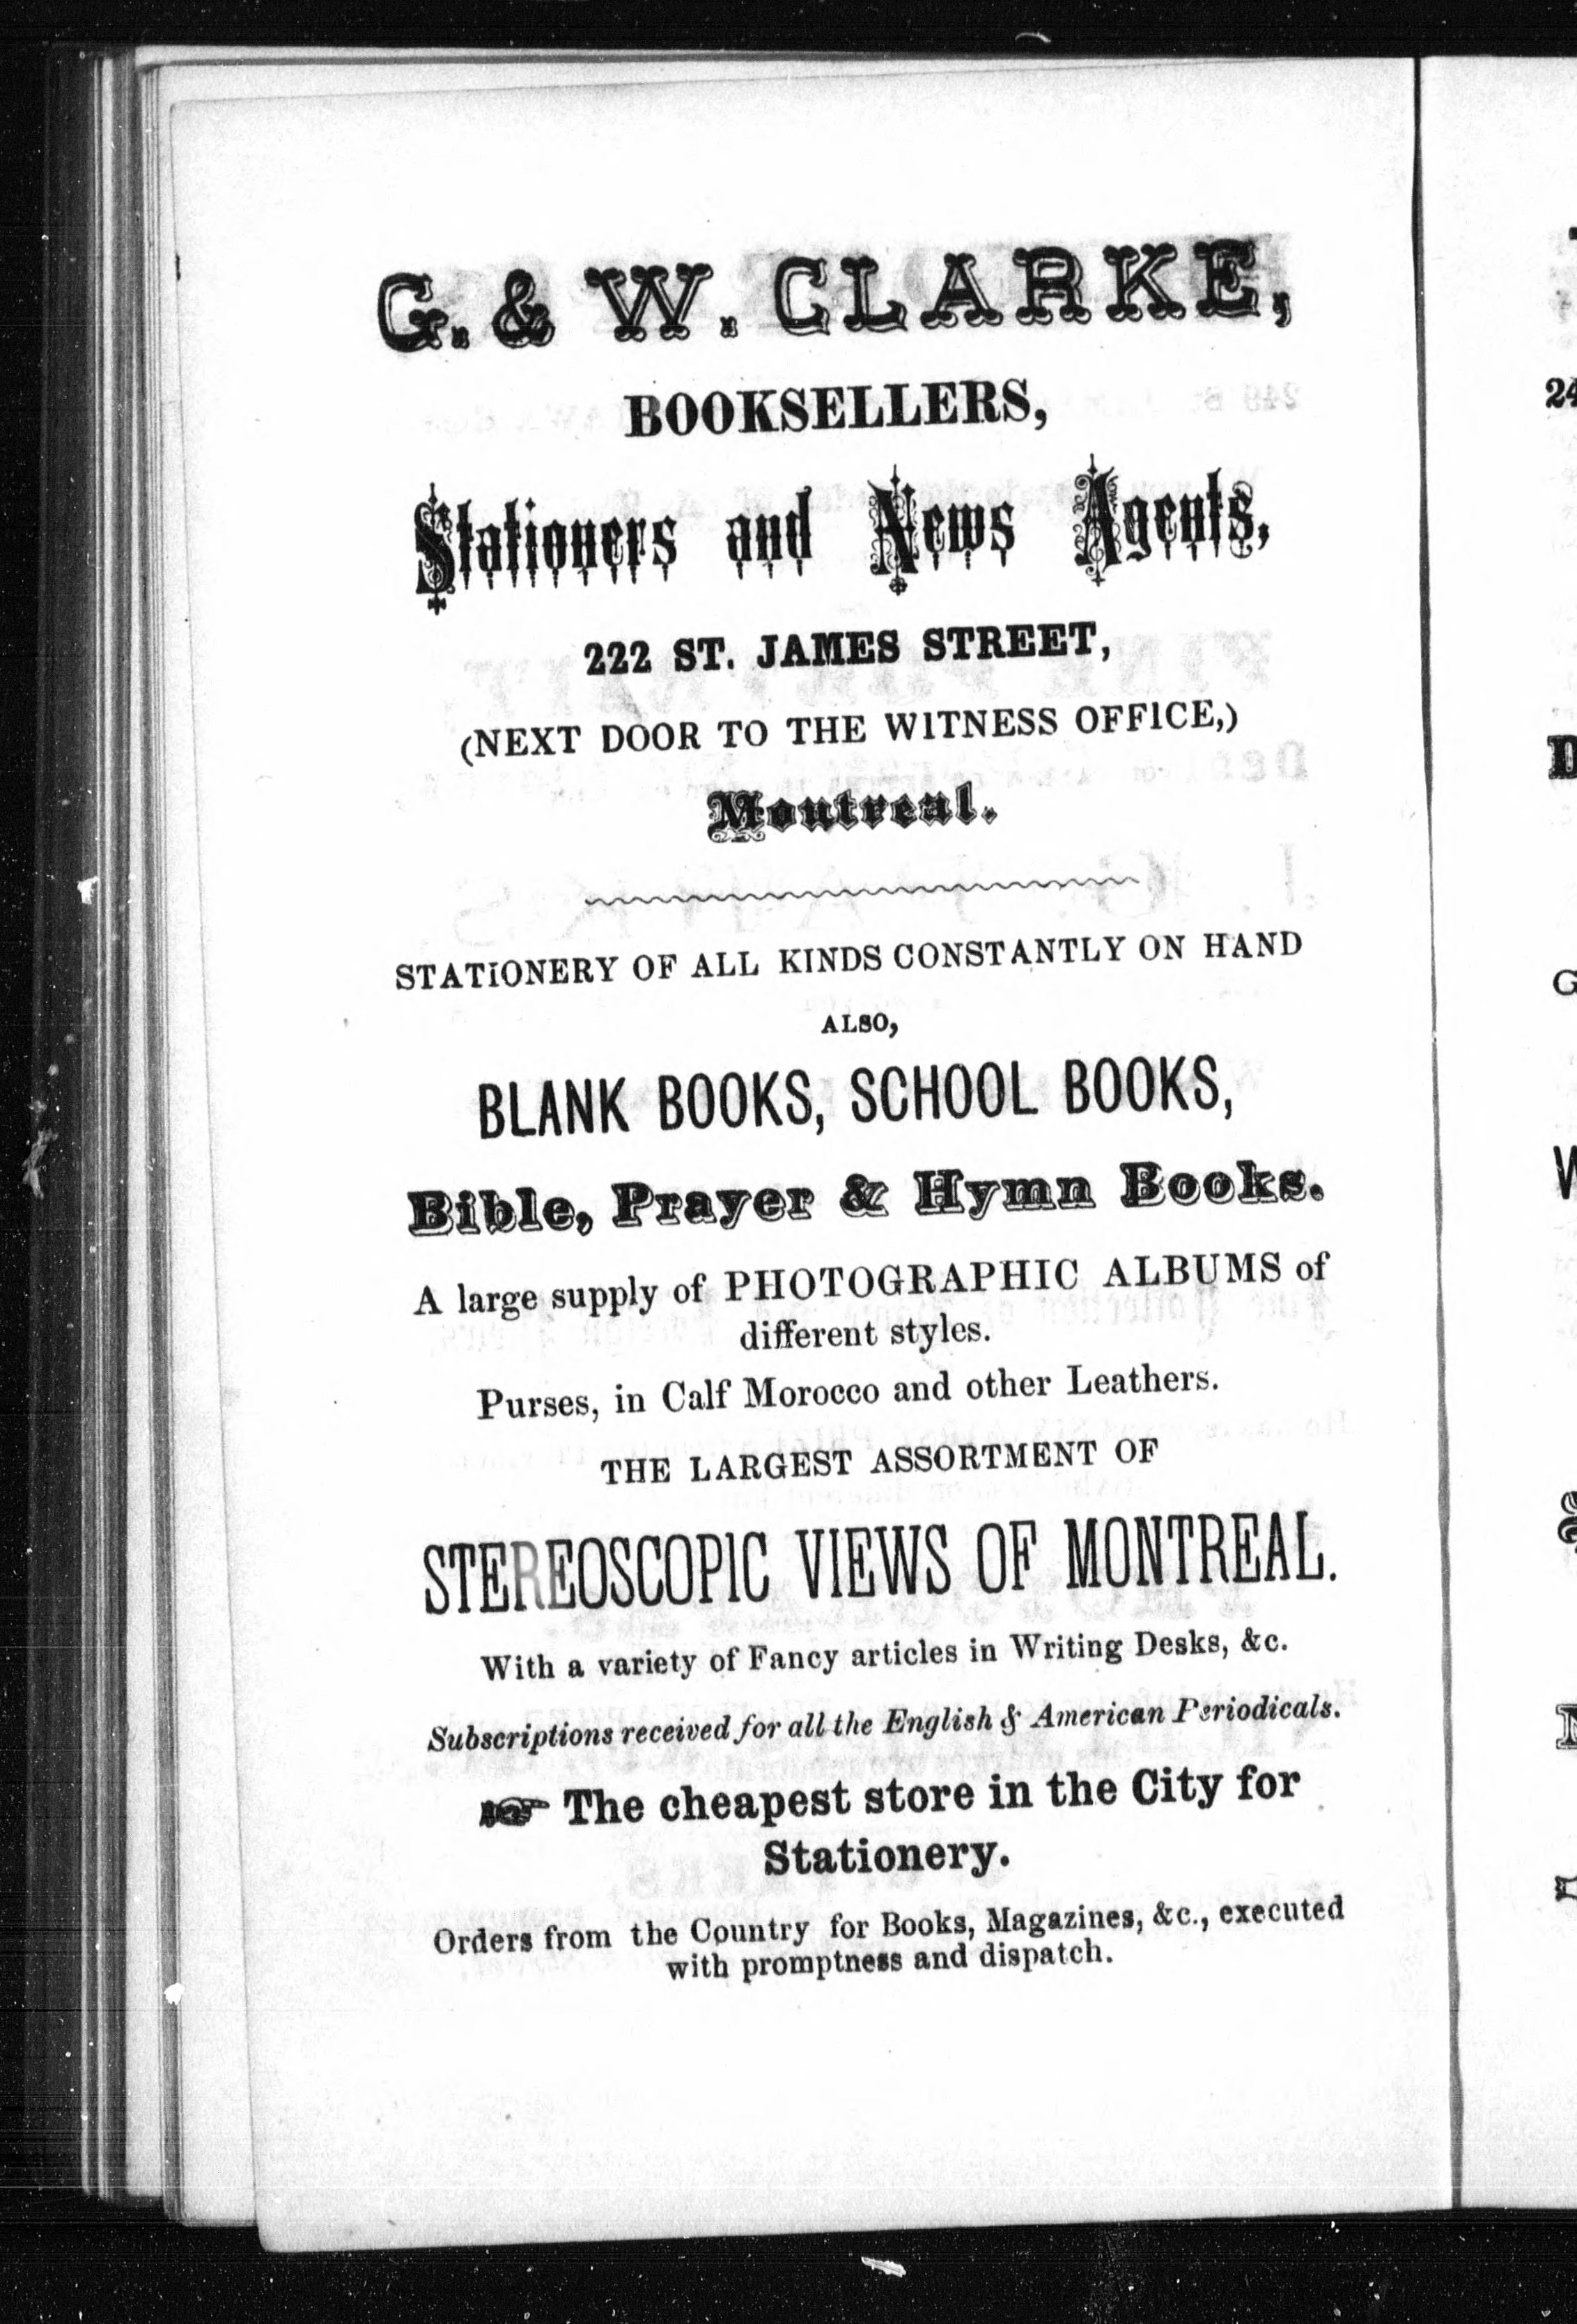 G. & W. CLARKE,
BOOKSELLERS,
Stationers and News Agents,
222 ST. JAMES STREET,
(NEXT DOOR TO THE WITNESS OFFICE,)
Montreal.
STATIONERY OF ALL KINDS CONSTANTLY ON HAND
ALSO,
BLANK BOOKS, SCHOOL BOOKS,
Bible, Prayer & Hymn Books.
A large supply of PHOTOGRAPHIC ALBUMS of
different styles.
Purses, in Calf Morocco and other Leathers.
THE LARGEST ASSORTMENT OF
STEREOSCOPIC VIEWS OF MONTREAL.
With a variety of Fancy articles in Writing Desks, &c.
Subscriptions received for all the English & American Periodicals.
☞ The cheapest store in the City for
Stationery.
Orders from the Country for Books, Magazines, &c., executed
with promptness and dispatch.